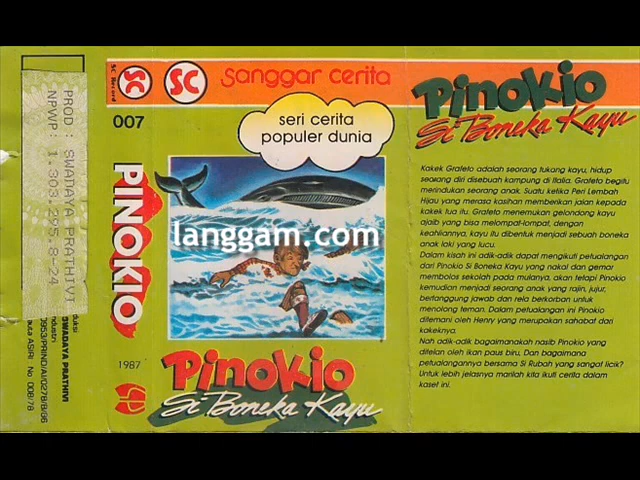 PROD : SWADAYA PRATHIVI
NPWP : 1.303.295.8-24
SWADAYA PRATHIVI
SC Record
SC
007
PINOKIO
1987
SC
sanggar cerita
seri cerita
populer dunia
langgam.com
Pinokio
Si Boneka Kayu
Pinokio
Si Boneka Kayu
Kakek Grafeto adalah seorang tukang kayu, hidup
seorang diri disebuah kampung di Itali. Grafeto begitu
merindukan seorang anak. Suatu ketika Peri Lembah
Hijau yang merasa kasihan memberikan jalan kepada
kakek tua itu. Grafeto menemukan gelondong kayu
ajaib yang bisa melompat-lompat, dengan
keahliannya, kayu itu dibentuk menjadi sebuah boneka
anak laki yang lucu.
Dalam kisah ini adik-adik dapat mengikuti petualangan
dari Pinokio Si Boneka Kayu yang nakal dan gemar
membolos sekolah pada mulanya, akan tetapi Pinokio
kemudian menjadi seorang anak yang rajin, jujur,
bertanggung jawab dan rela berkorban untuk
menolong teman. Dalam petualangan ini Pinokio
ditemani oleh Henry yang merupakan sahabat dari
kakeknya.
Nah adik-adik bagaimanakah nasib Pinokio yang
ditelan oleh ikan paus biru. Dan bagaimana
petualangannya bersama Si Rubah yang sangat licik?
Untuk lebih jelasnya marilah kita ikuti cerita dalam
kaset ini.